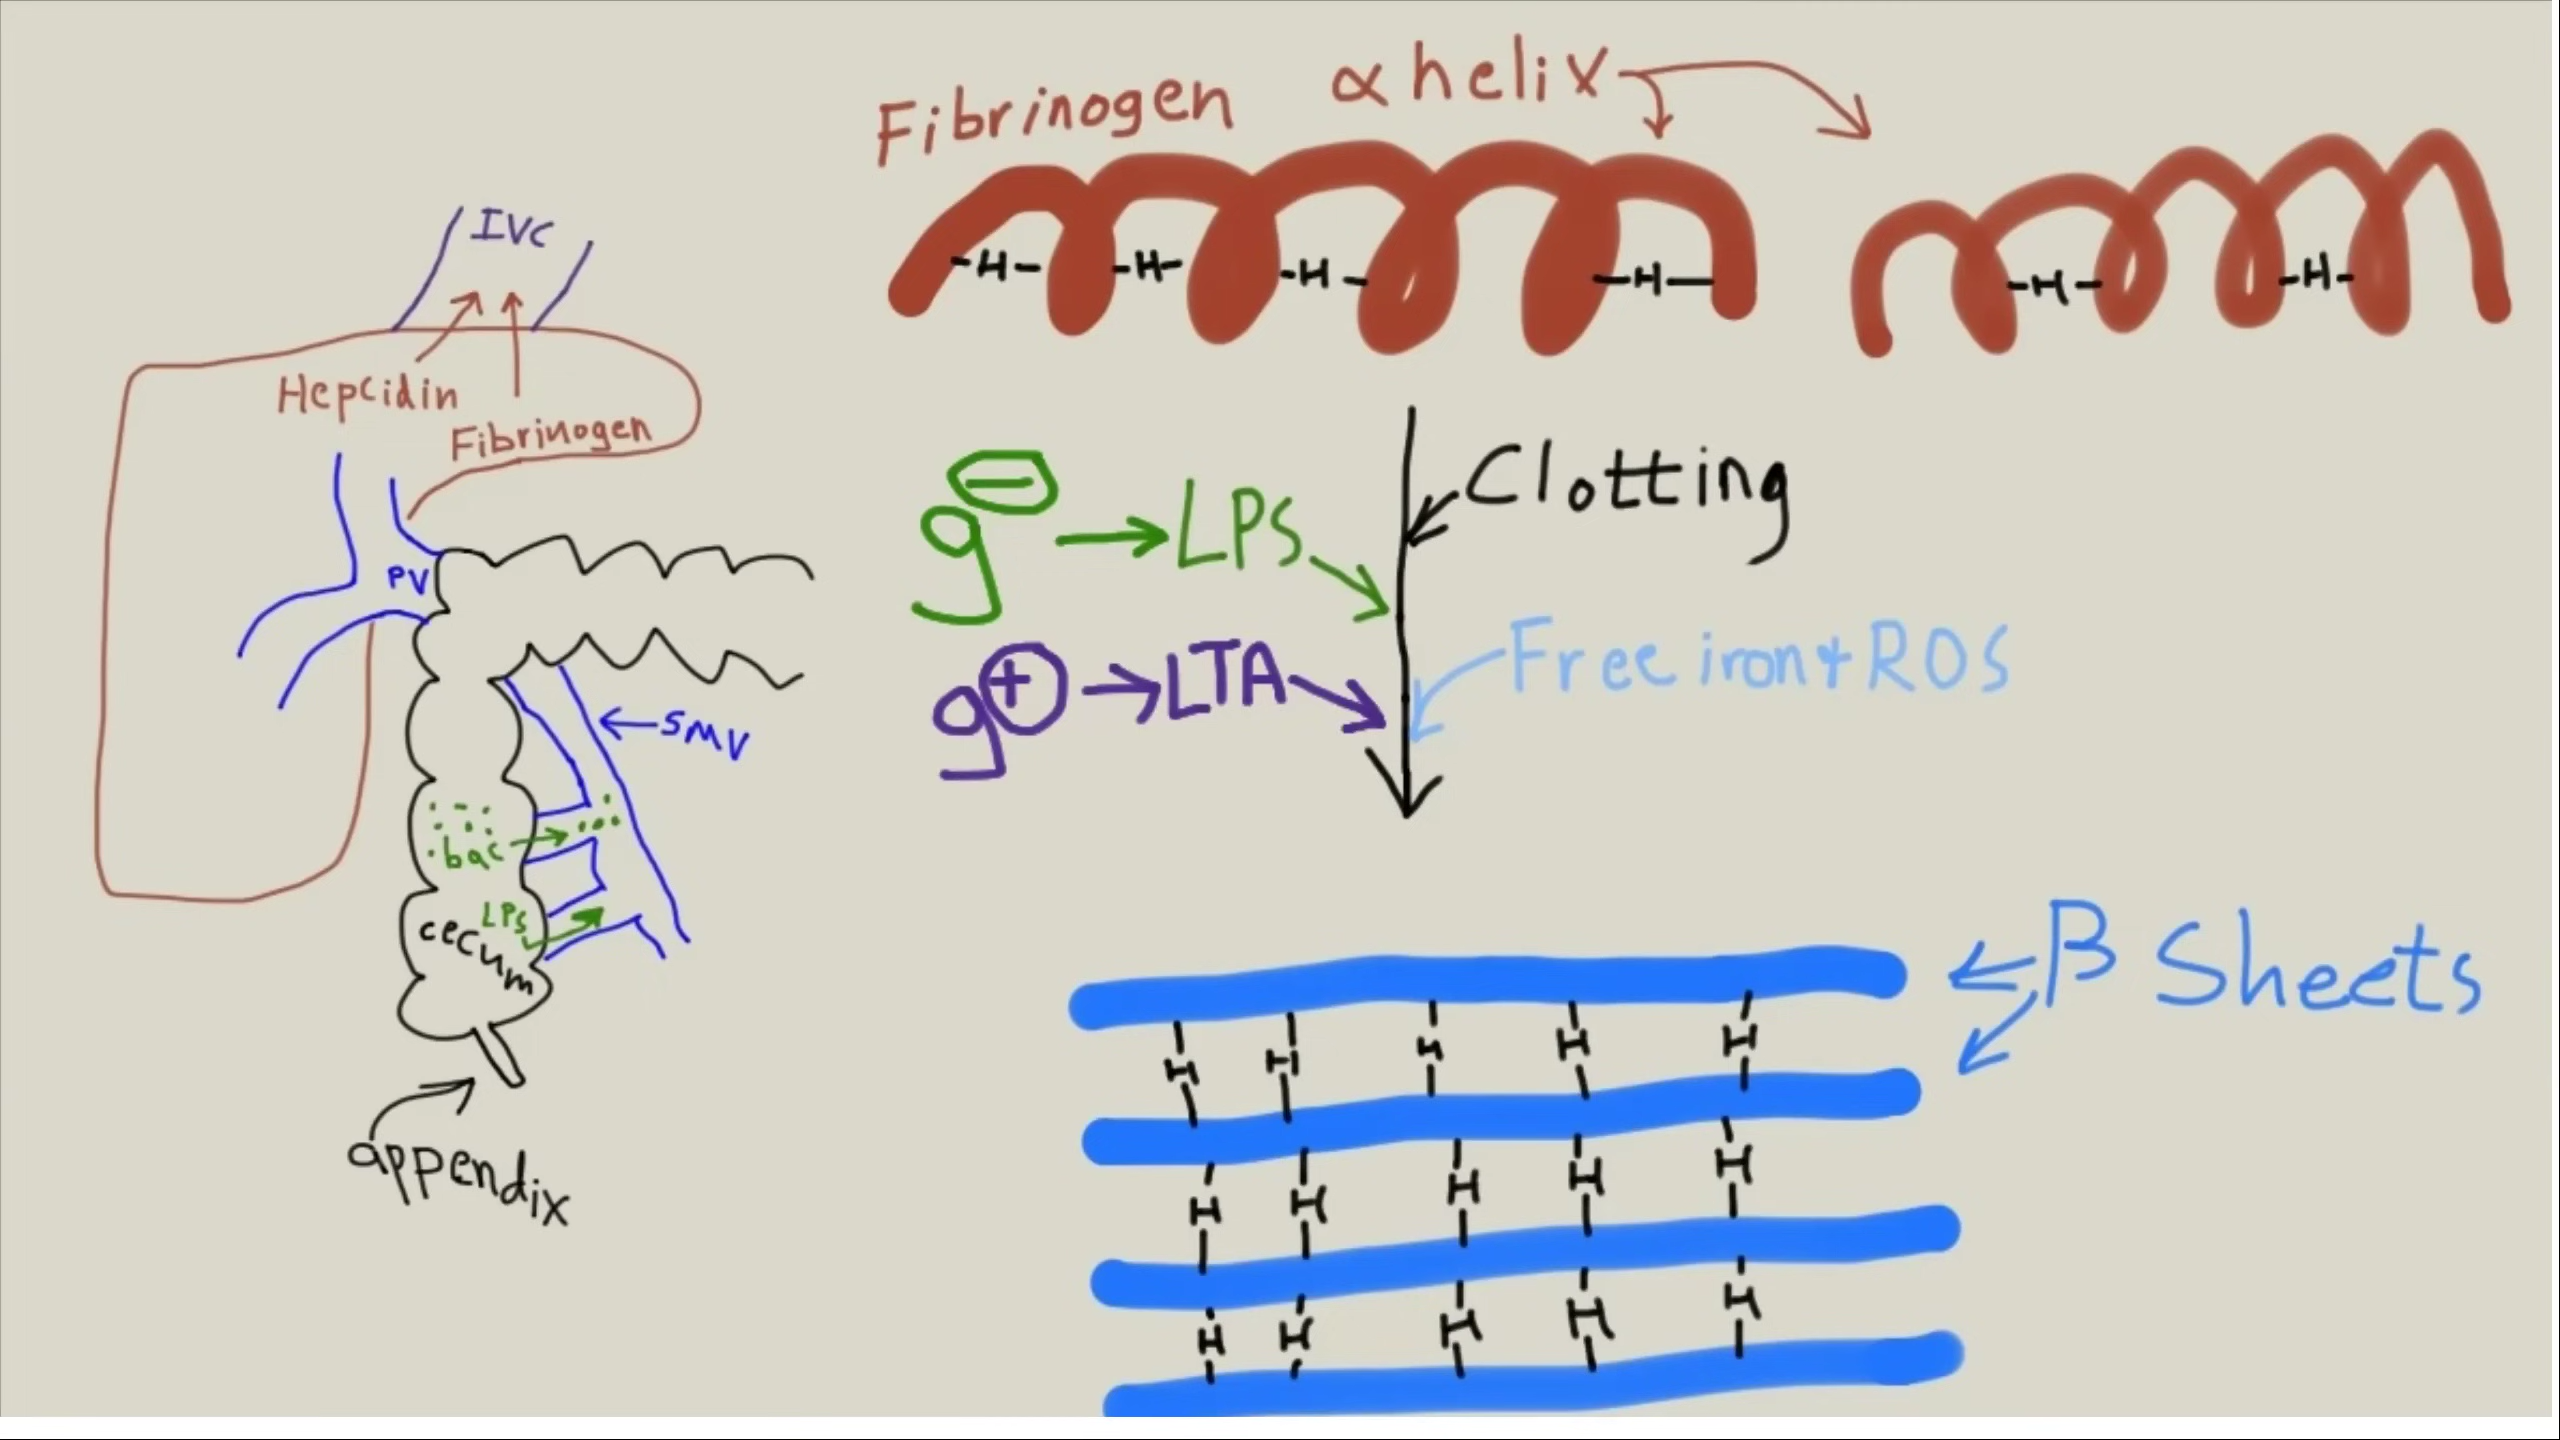 Fibrinogen α helix
-H- -H- -H- -H- -H- -H-
IVC
Hepcidin
Fibrinogen
PV
SMV
bac
LPS
cecum
appendix
Clotting
g⊖ → LPS
g⊕ → LTA
Free iron + ROS
β Sheets
H H H H H
H H H H H
H H H H H